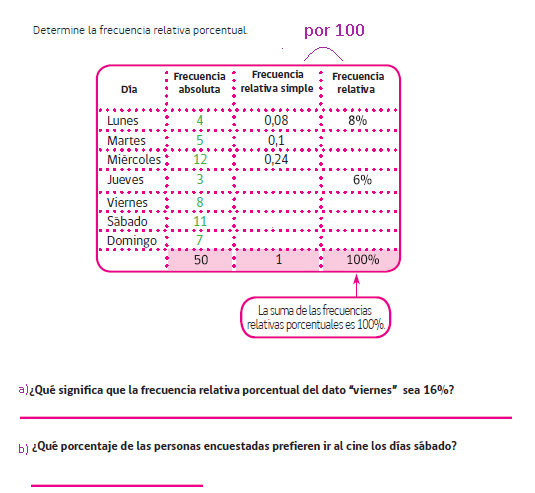 Determine la frecuencia relativa porcentual.
por 100
Día Frecuencia absoluta Frecuencia relativa simple Frecuencia relativa
Lunes 4 0,08 8%
Martes 5 0,1
Miércoles 12 0,24
Jueves 3 6%
Viernes 8
Sábado 11
Domingo 7
50 1 100%
La suma de las frecuencias
relativas porcentuales es 100%.
a) ¿Qué significa que la frecuencia relativa porcentual del dato “viernes” sea 16%?
b) ¿Qué porcentaje de las personas encuestadas prefieren ir al cine los días sábado?